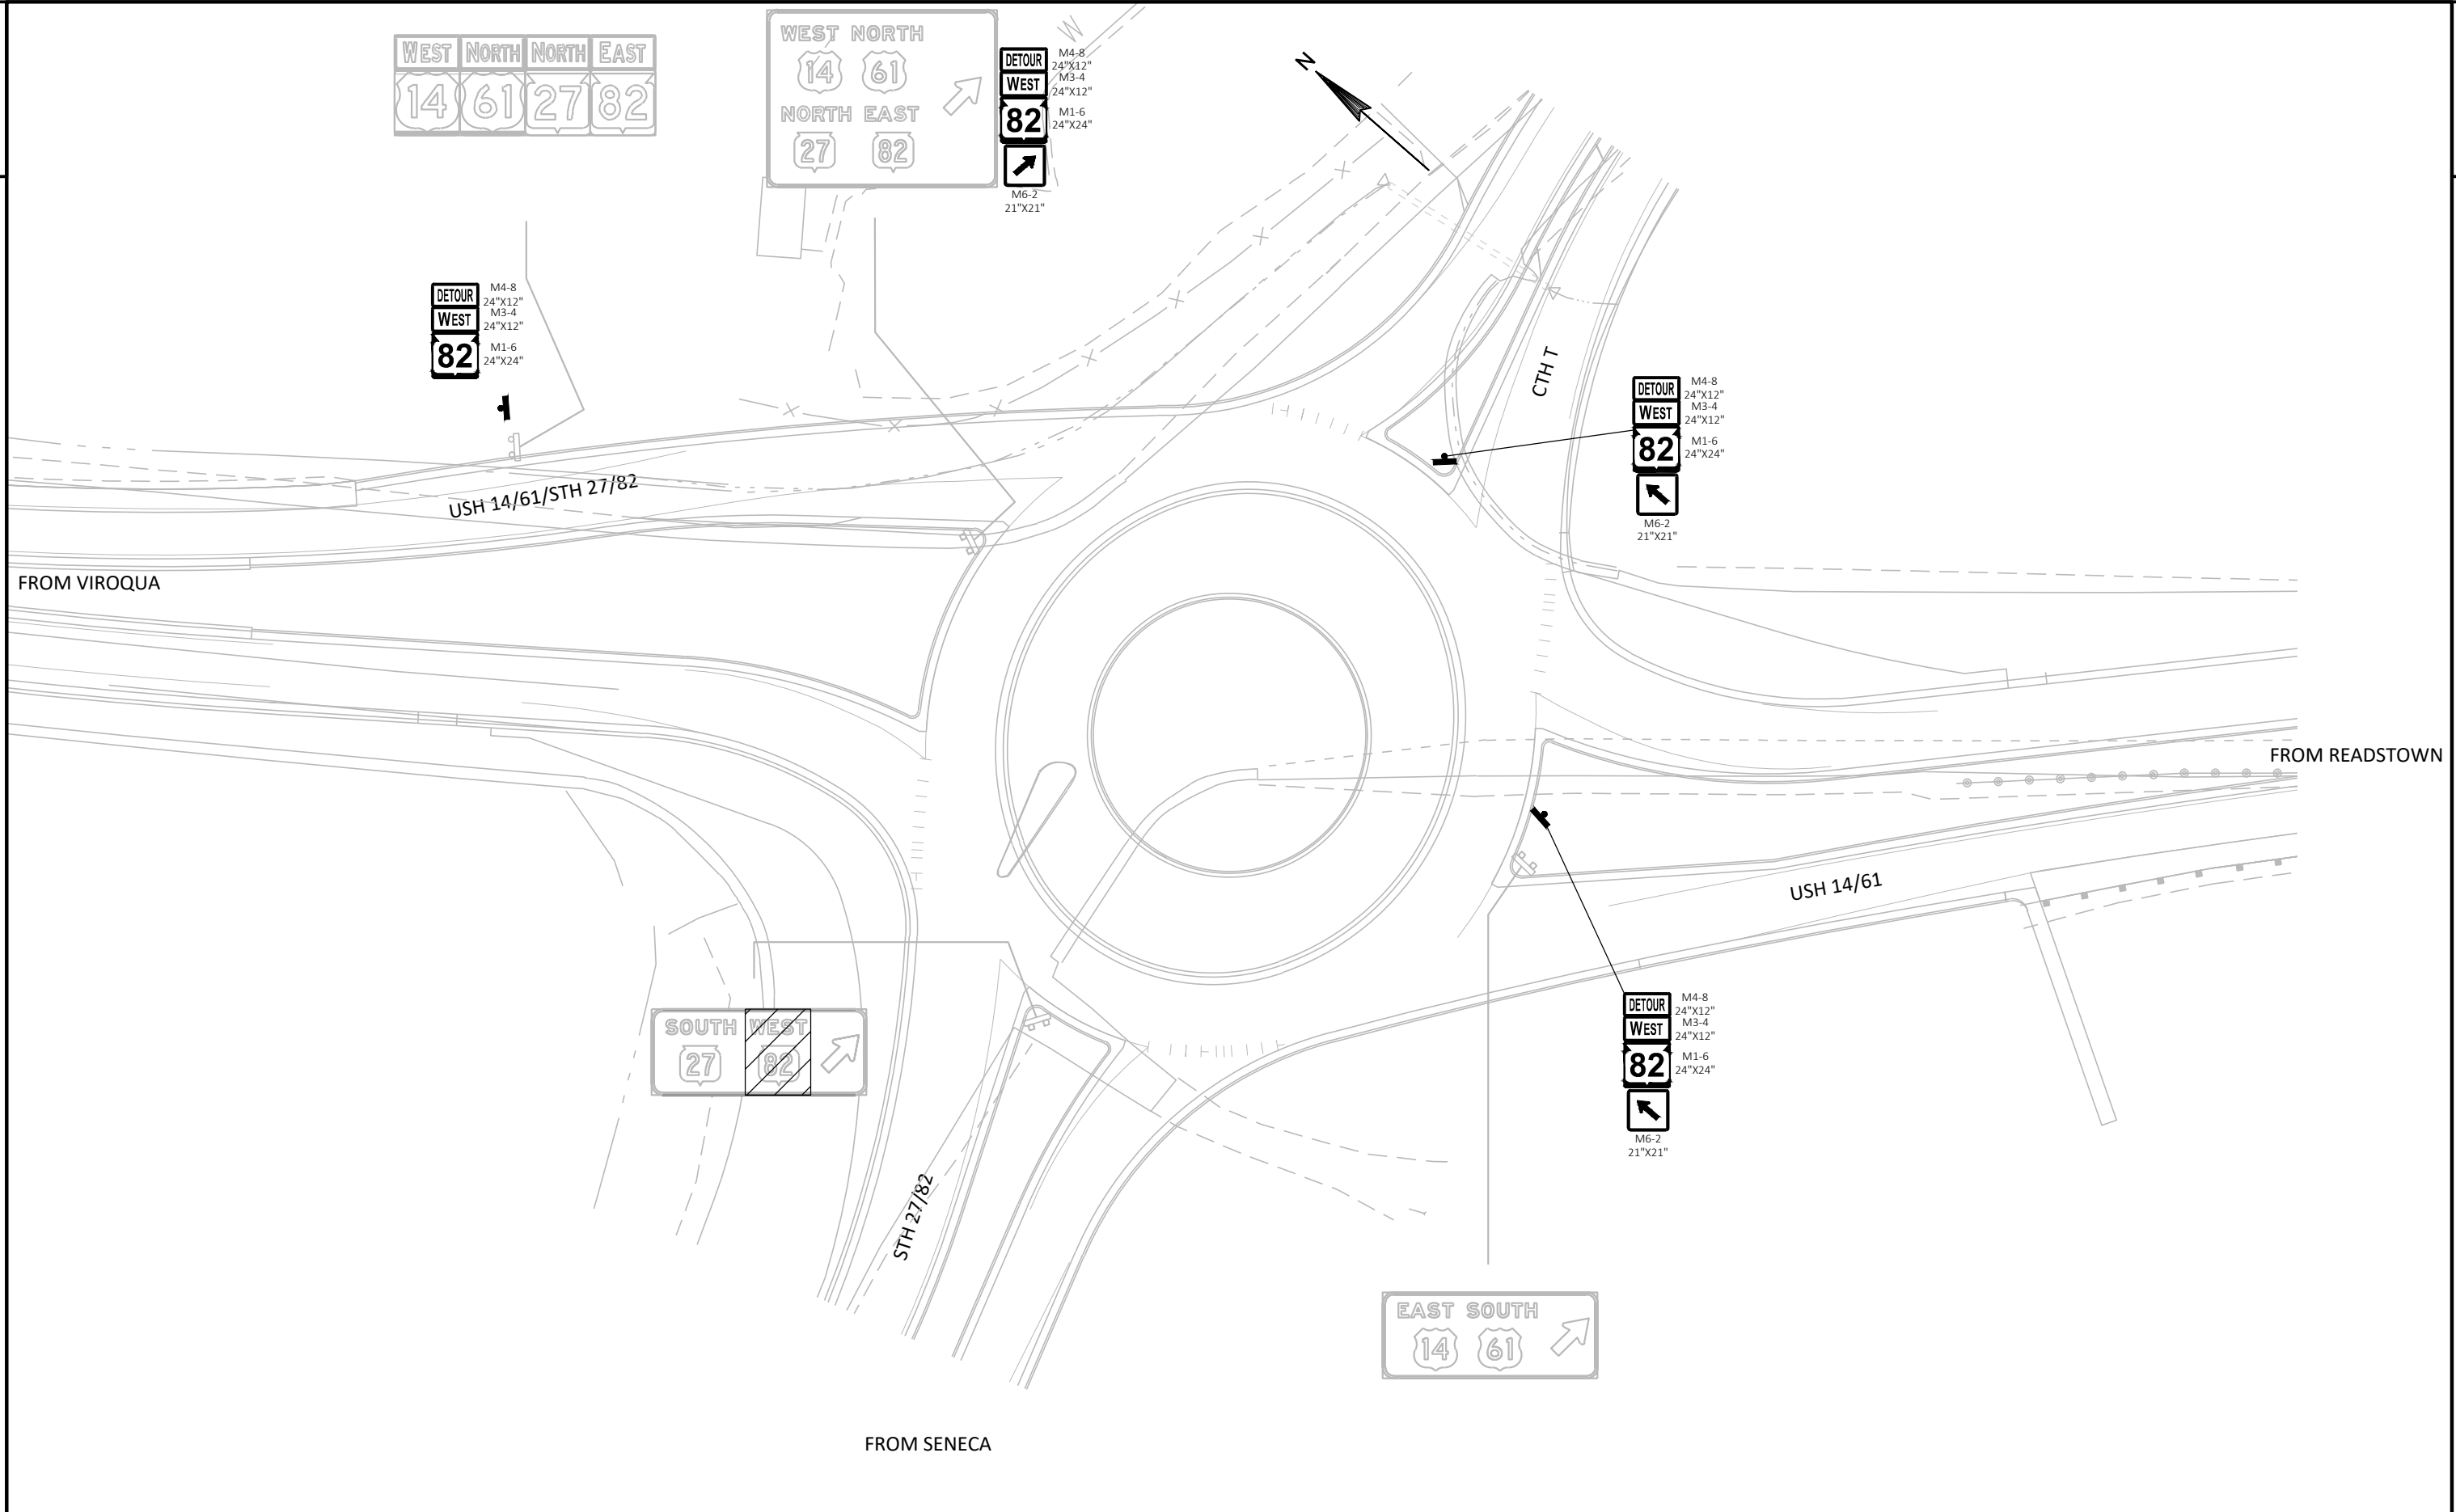 WEST NORTH NORTH EAST
14 61 27 82
WEST NORTH
14 61
NORTH EAST
27 82
DETOUR
WEST
82
M4-8
24"X12"
M3-4
24"X12"
M1-6
24"X24"
M6-2
21"X21"
W
N
DETOUR
WEST
82
M4-8
24"X12"
M3-4
24"X12"
M1-6
24"X24"
CTH T
DETOUR
WEST
82
M4-8
24"X12"
M3-4
24"X12"
M1-6
24"X24"
M6-2
21"X21"
USH 14/61/STH 27/82
FROM VIROQUA
FROM READSTOWN
USH 14/61
SOUTH WEST
27 82
DETOUR
WEST
82
M4-8
24"X12"
M3-4
24"X12"
M1-6
24"X24"
M6-2
21"X21"
STH 27/82
EAST SOUTH
14 61
FROM SENECA